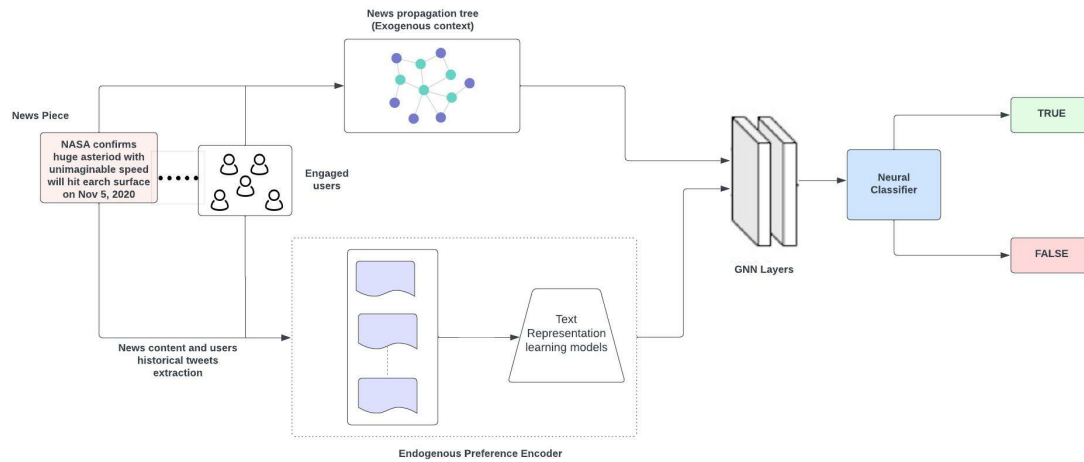 News propagation tree
(Exogenous context)
News Piece
NASA confirms
huge asteriod with
unimaginable speed
will hit earch surface
on Nov 5, 2020
Engaged
users
TRUE
Neural
Classifier
FALSE
GNN Layers
Text
Representation
learning models
News content and users
historical tweets
extraction
Endogenous Preference Encoder